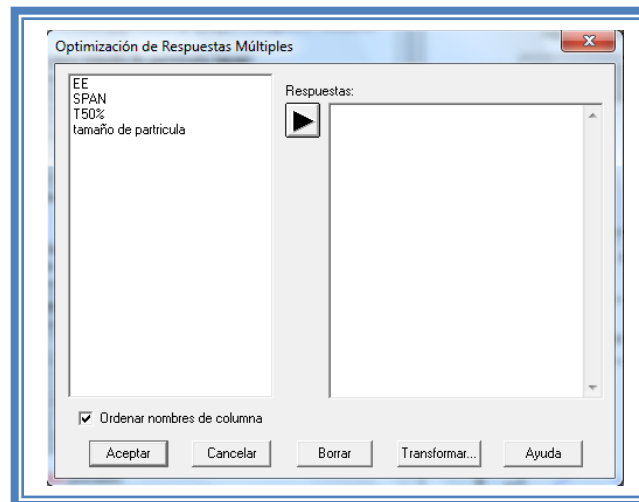 Optimización de Respuestas Múltiples
EE
SPAN
T50%
tamaño de partricula
Respuestas:
Ordenar nombres de columna
Aceptar
Cancelar
Borrar
Transformar...
Ayuda